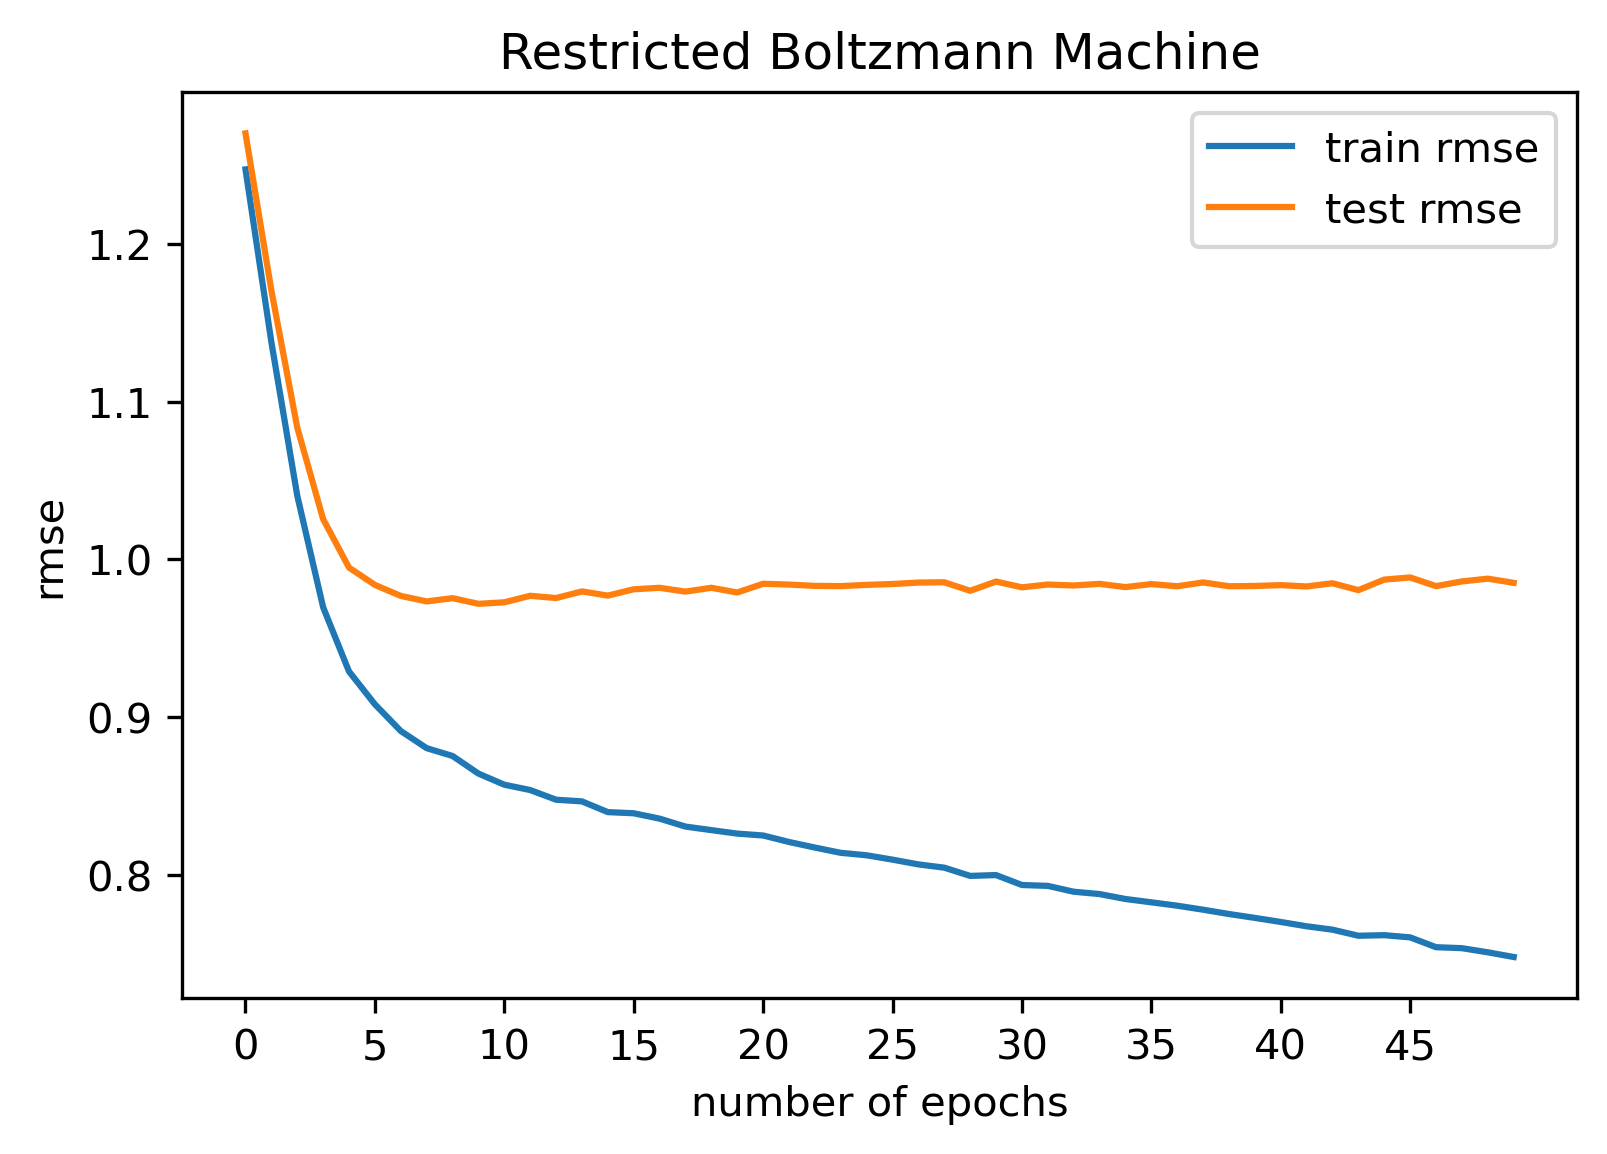 Restricted Boltzmann Machine
train rmse
test rmse
rmse
1.2
1.1
1.0
0.9
0.8
0 5 10 15 20 25 30 35 40 45
number of epochs